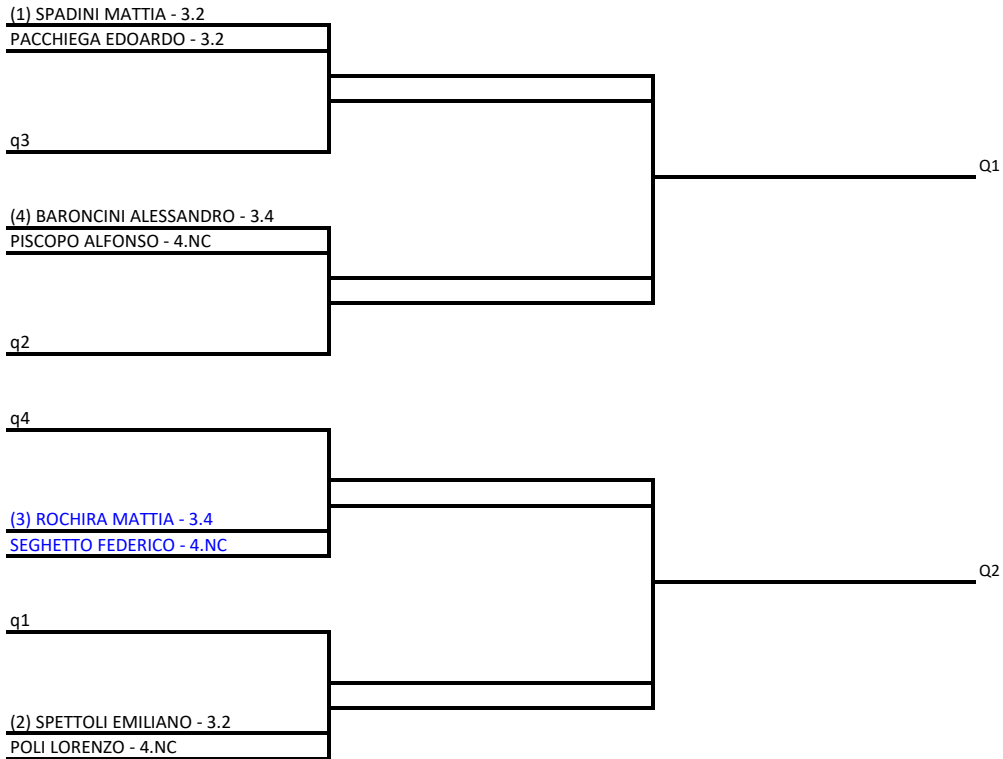 (1) SPADINI MATTIA - 3.2
PACCHIEGA EDOARDO - 3.2
q3
Q1
(4) BARONCINI ALESSANDRO - 3.4
PISCOPO ALFONSO - 4.NC
q2
q4
(3) ROCHIRA MATTIA - 3.4
SEGHETTO FEDERICO - 4.NC
Q2
q1
(2) SPETTOLI EMILIANO - 3.2
POLI LORENZO - 4.NC